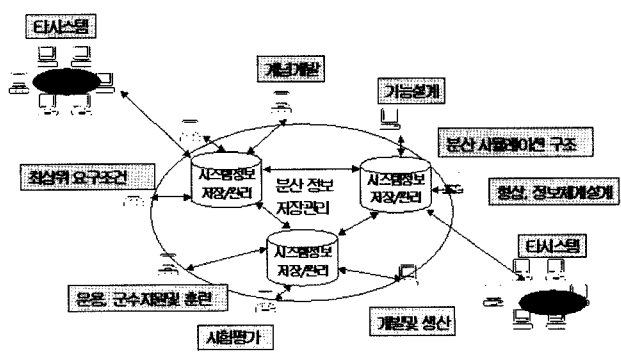 타시스템
개념개발
기능설계
분산 시뮬레이션 구조
최상위 요구조건
시스템정보
저장/관리
분산 정보
저장관리
시스템정보
저장/관리
형상, 정보체계설계
시스템정보
저장/관리
타시스템
운용, 군수지원및 훈련
개발및 생산
시험평가